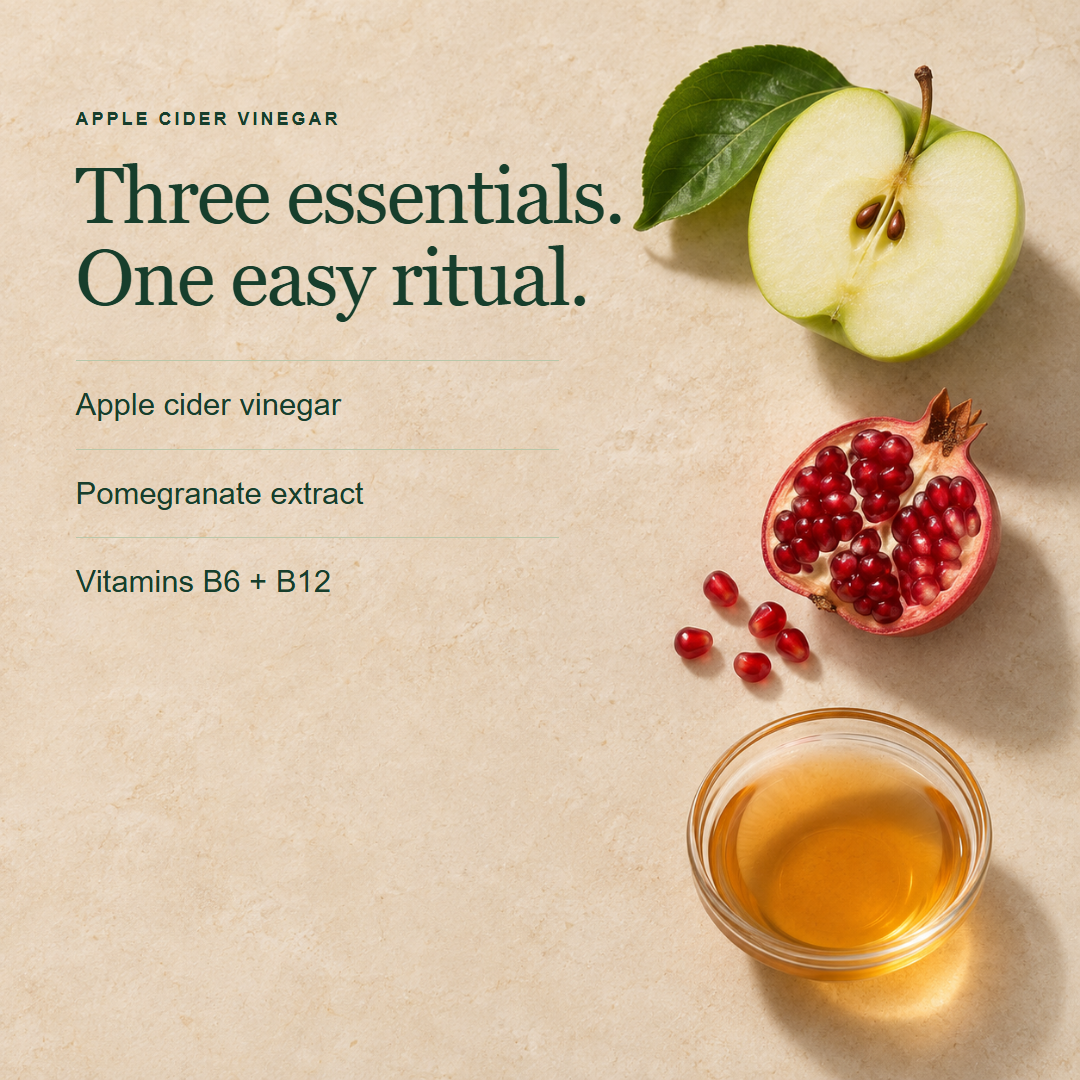 APPLE CIDER VINEGAR
Three essentials.
One easy ritual.
Apple cider vinegar
Pomegranate extract
Vitamins B6 + B12